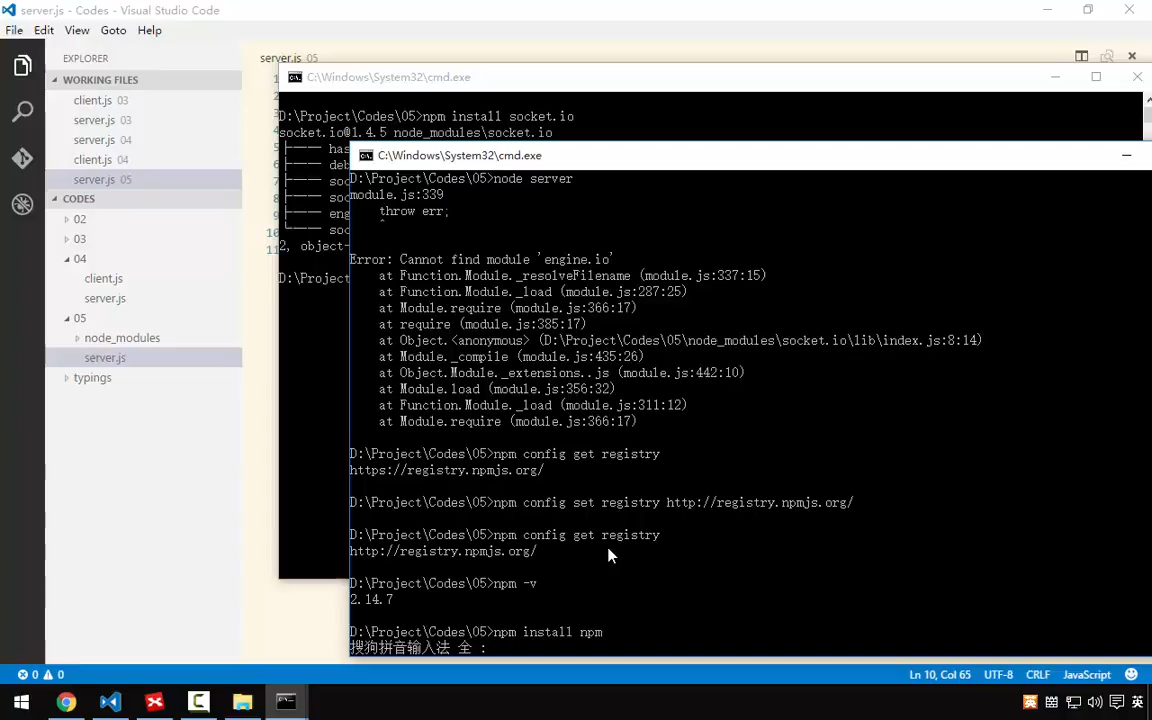 server.js - Codes - Visual Studio Code
File Edit View Goto Help
EXPLORER
WORKING FILES
client.js 03
server.js 03
server.js 04
client.js 04
server.js 05
CODES
02
03
04
client.js
server.js
05
node_modules
server.js
typings
server.js 05
C:\Windows\System32\cmd.exe
D:\Project\Codes\05>npm install socket.io
socket.io@1.4.5 node_modules\socket.io
2, object-
D:\Project
C:\Windows\System32\cmd.exe
D:\Project\Codes\05>node server
module.js:339
throw err;
^
Error: Cannot find module 'engine.io'
at Function.Module._resolveFilename (module.js:337:15)
at Function.Module._load (module.js:287:25)
at Module.require (module.js:366:17)
at require (module.js:385:17)
at Object.<anonymous> (D:\Project\Codes\05\node_modules\socket.io\lib\index.js:8:14)
at Module._compile (module.js:435:26)
at Object.Module._extensions..js (module.js:442:10)
at Module.load (module.js:356:32)
at Function.Module._load (module.js:311:12)
at Module.require (module.js:366:17)
D:\Project\Codes\05>npm config get registry
https://registry.npmjs.org/
D:\Project\Codes\05>npm config set registry http://registry.npmjs.org/
D:\Project\Codes\05>npm config get registry
http://registry.npmjs.org/
D:\Project\Codes\05>npm -v
2.14.7
D:\Project\Codes\05>npm install npm
搜狗拼音输入法 全 :
0 0
Ln 10, Col 65 UTF-8 CRLF JavaScript
英 英